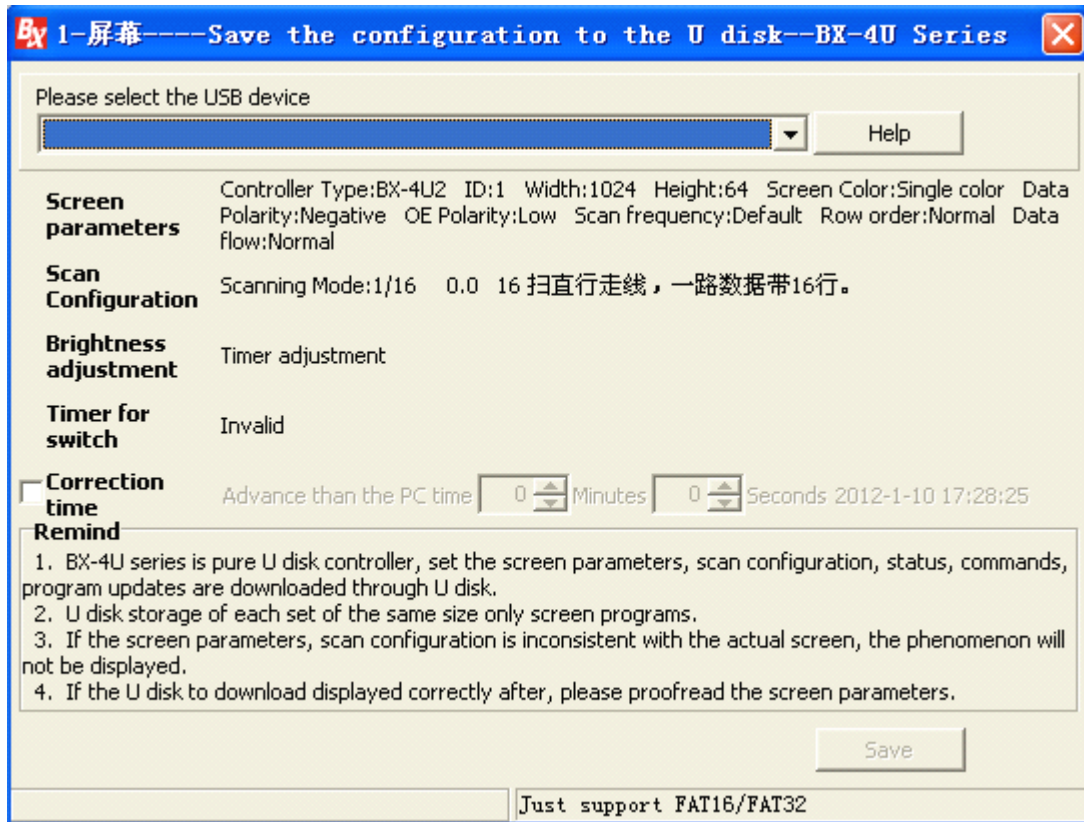 BX 1-屏幕----Save the configuration to the U disk--BX-4U Series
Please select the USB device
Help
Screen parameters
Controller Type:BX-4U2 ID:1 Width:1024 Height:64 Screen Color:Single color Data
Polarity:Negative OE Polarity:Low Scan frequency:Default Row order:Normal Data
flow:Normal
Scan
Configuration
Scanning Mode:1/16 0.0 16 扫直行走线，一路数据带16行。
Brightness
adjustment
Timer adjustment
Timer for
switch
Invalid
Correction
time
Advance than the PC time 0 Minutes 0 Seconds 2012-1-10 17:28:25
Remind
1. BX-4U series is pure U disk controller, set the screen parameters, scan configuration, status, commands,
program updates are downloaded through U disk.
2. U disk storage of each set of the same size only screen programs.
3. If the screen parameters, scan configuration is inconsistent with the actual screen, the phenomenon will
not be displayed.
4. If the U disk to download displayed correctly after, please proofread the screen parameters.
Save
Just support FAT16/FAT32